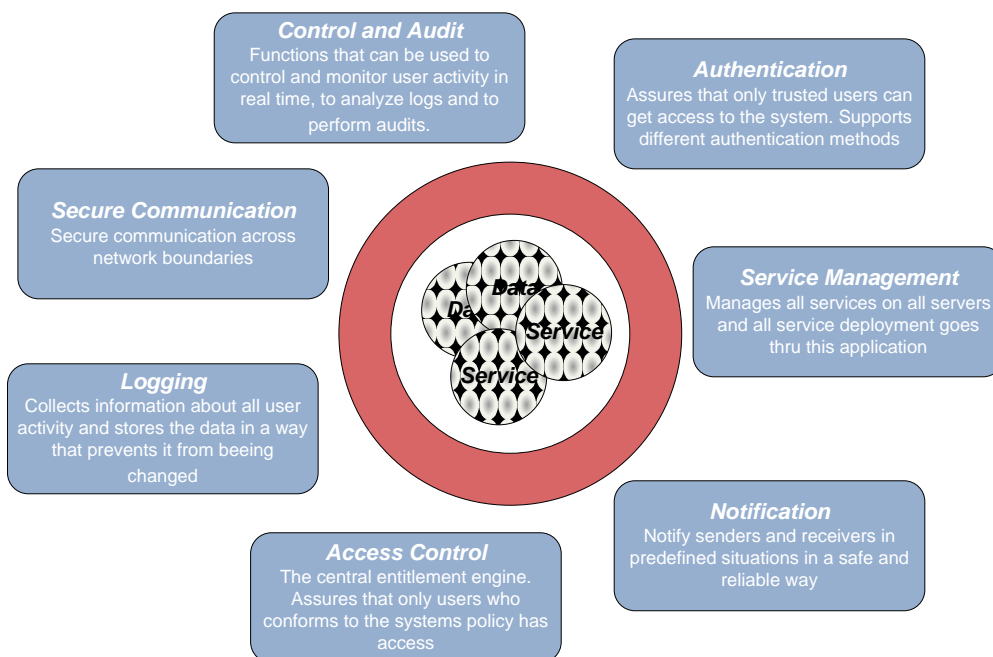 Control and Audit
Functions that can be used to
control and monitor user activity in
real time, to analyze logs and to
perform audits.
Authentication
Assures that only trusted users can
get access to the system. Supports
different authentication methods
Secure Communication
Secure communication across
network boundaries
Data
Da
Service
Service
Service Management
Manages all services on all servers
and all service deployment goes
thru this application
Logging
Collects information about all user
activity and stores the data in a way
that prevents it from beeing
changed
Notification
Notify senders and receivers in
predefined situations in a safe and
reliable way
Access Control
The central entitlement engine.
Assures that only users who
conforms to the systems policy has
access